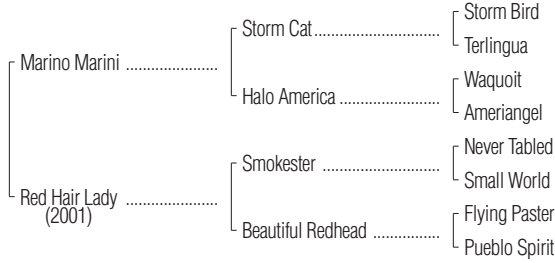 Storm Bird
Storm Cat
Terlingua
Marino Marini
Waquoit
Halo America
Ameriangel
Never Tabled
Smokester
Small World
Red Hair Lady
(2001)
Flying Paster
Beautiful Redhead
Pueblo Spirit